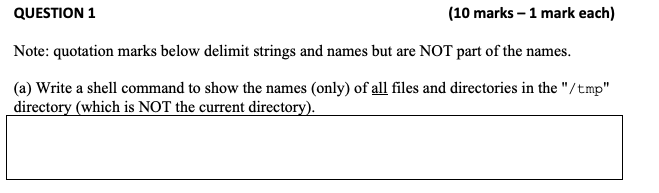 QUESTION 1 (10 marks – 1 mark each)
Note: quotation marks below delimit strings and names but are NOT part of the names.
(a) Write a shell command to show the names (only) of all files and directories in the "/tmp"
directory (which is NOT the current directory).